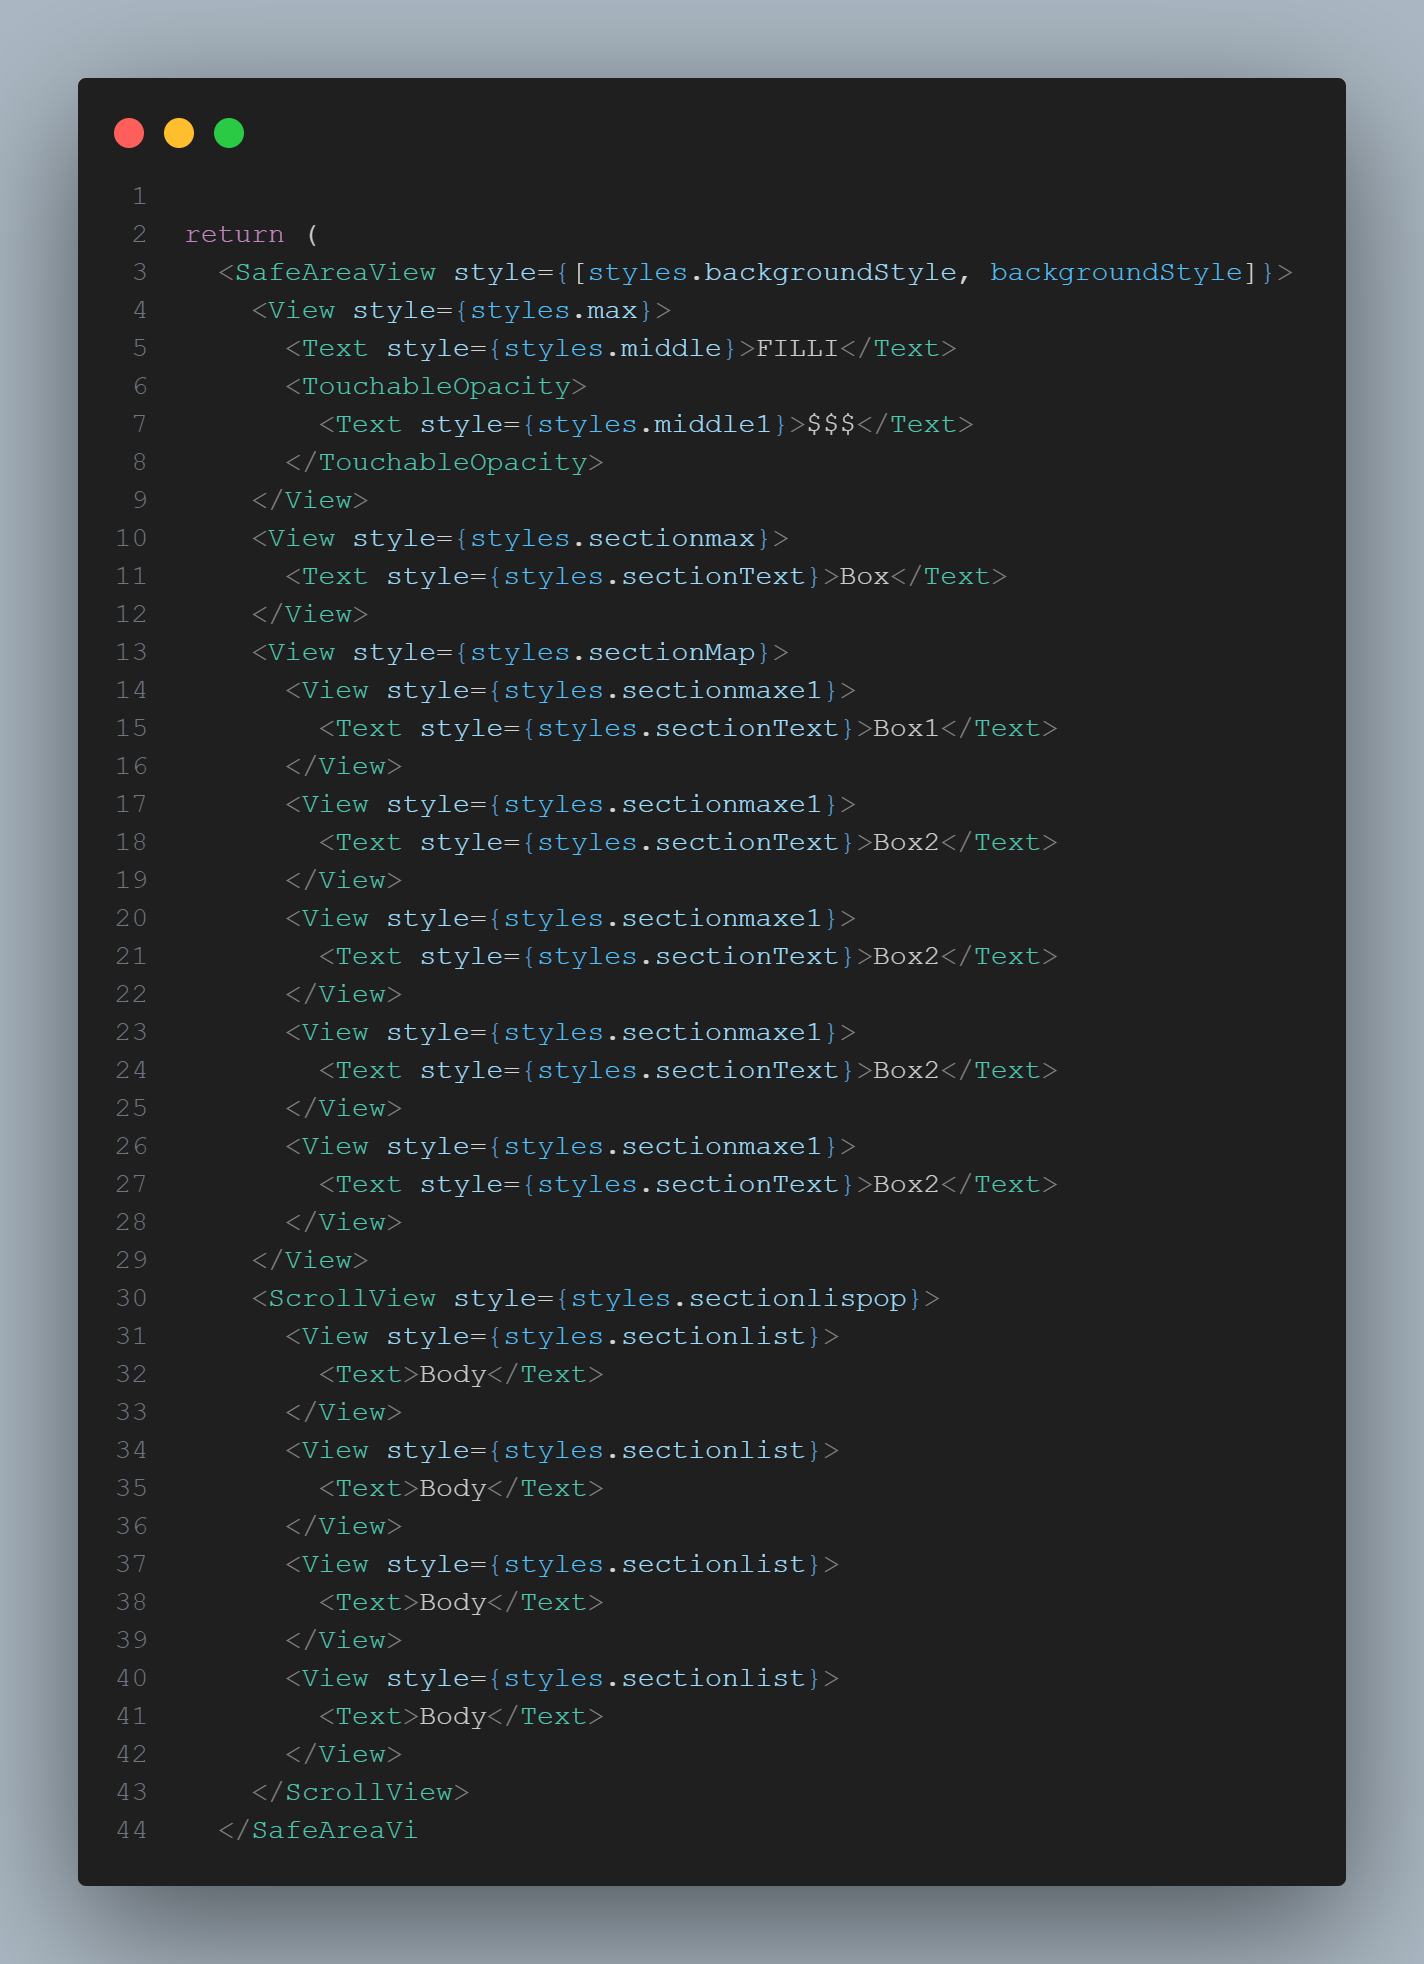 1
2 return (
3   <SafeAreaView style={[styles.backgroundStyle, backgroundStyle]}>
4     <View style={styles.max}>
5       <Text style={styles.middle}>FILLI</Text>
6       <TouchableOpacity>
7         <Text style={styles.middle1}>$$$</Text>
8       </TouchableOpacity>
9     </View>
10     <View style={styles.sectionmax}>
11       <Text style={styles.sectionText}>Box</Text>
12     </View>
13     <View style={styles.sectionMap}>
14       <View style={styles.sectionmaxe1}>
15         <Text style={styles.sectionText}>Box1</Text>
16       </View>
17       <View style={styles.sectionmaxe1}>
18         <Text style={styles.sectionText}>Box2</Text>
19       </View>
20       <View style={styles.sectionmaxe1}>
21         <Text style={styles.sectionText}>Box2</Text>
22       </View>
23       <View style={styles.sectionmaxe1}>
24         <Text style={styles.sectionText}>Box2</Text>
25       </View>
26       <View style={styles.sectionmaxe1}>
27         <Text style={styles.sectionText}>Box2</Text>
28       </View>
29     </View>
30     <ScrollView style={styles.sectionlispop}>
31       <View style={styles.sectionlist}>
32         <Text>Body</Text>
33       </View>
34       <View style={styles.sectionlist}>
35         <Text>Body</Text>
36       </View>
37       <View style={styles.sectionlist}>
38         <Text>Body</Text>
39       </View>
40       <View style={styles.sectionlist}>
41         <Text>Body</Text>
42       </View>
43     </ScrollView>
44   </SafeAreaVi